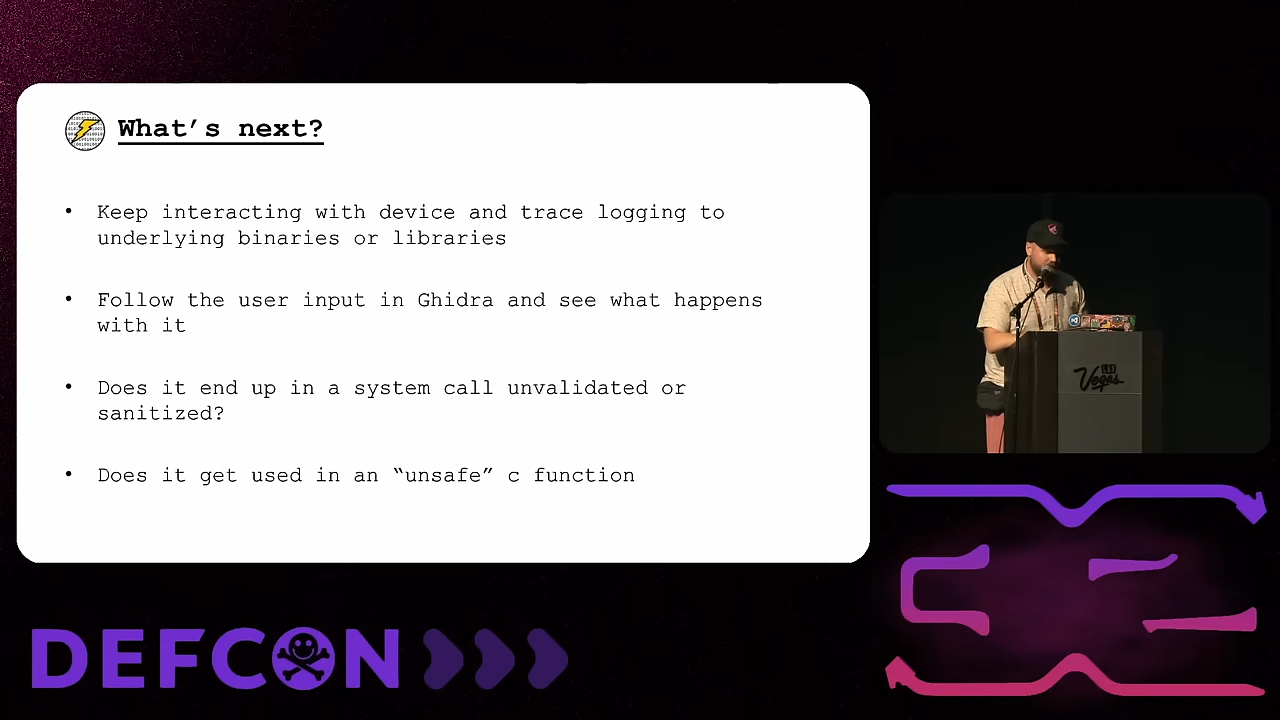 What's next?
• Keep interacting with device and trace logging to
underlying binaries or libraries
• Follow the user input in Ghidra and see what happens
with it
• Does it end up in a system call unvalidated or
sanitized?
• Does it get used in an “unsafe” c function
LAS
Vegas
DEFCON